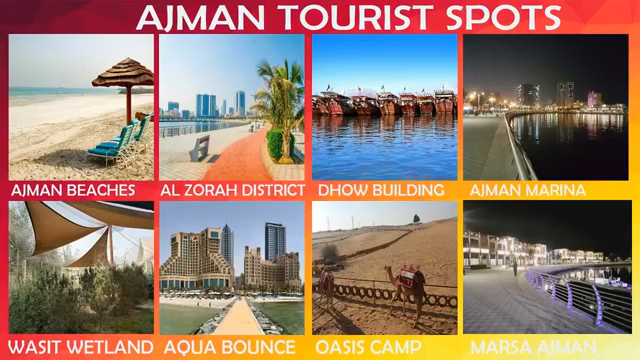 AJMAN TOURIST SPOTS
AJMAN BEACHES
AL ZORAH DISTRICT
DHOW BUILDING
AJMAN MARINA
WASIT WETLAND
AQUA BOUNCE
OASIS CAMP
MARSA AJMAN